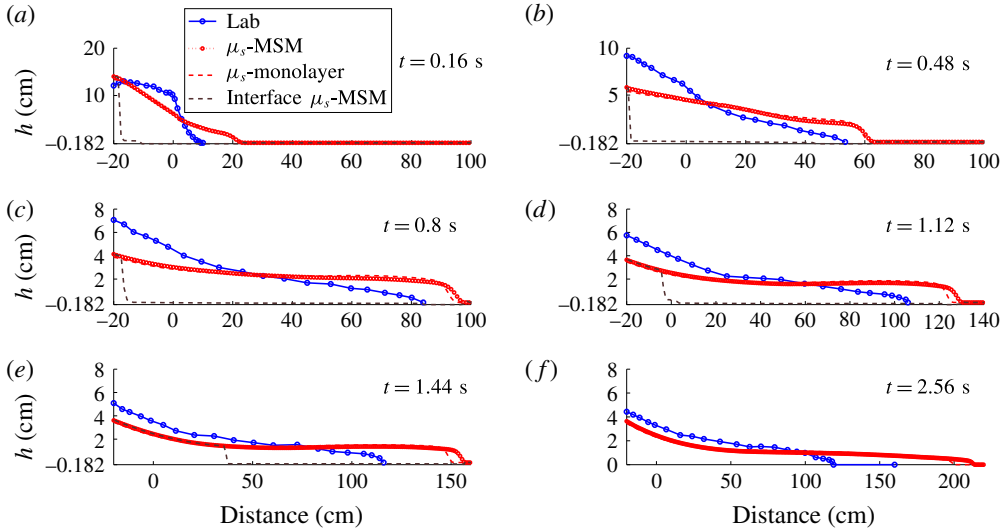 (a)
20
10
−0.182
h (cm)
−20 0 20 40 60 80 100
Lab
μs-MSM
μs-monolayer
Interface μs-MSM
t = 0.16 s
(b)
10
5
−0.182
−20 0 20 40 60 80 100
t = 0.48 s
(c)
8
6
4
2
−0.182
h (cm)
−20 0 20 40 60 80 100
t = 0.8 s
(d)
8
6
4
2
−0.182
−20 0 20 40 60 80 100 120 140
t = 1.12 s
(e)
8
6
4
2
−0.182
h (cm)
0 50 100 150
t = 1.44 s
Distance (cm)
(f)
8
6
4
2
0
0 50 100 150 200
t = 2.56 s
Distance (cm)